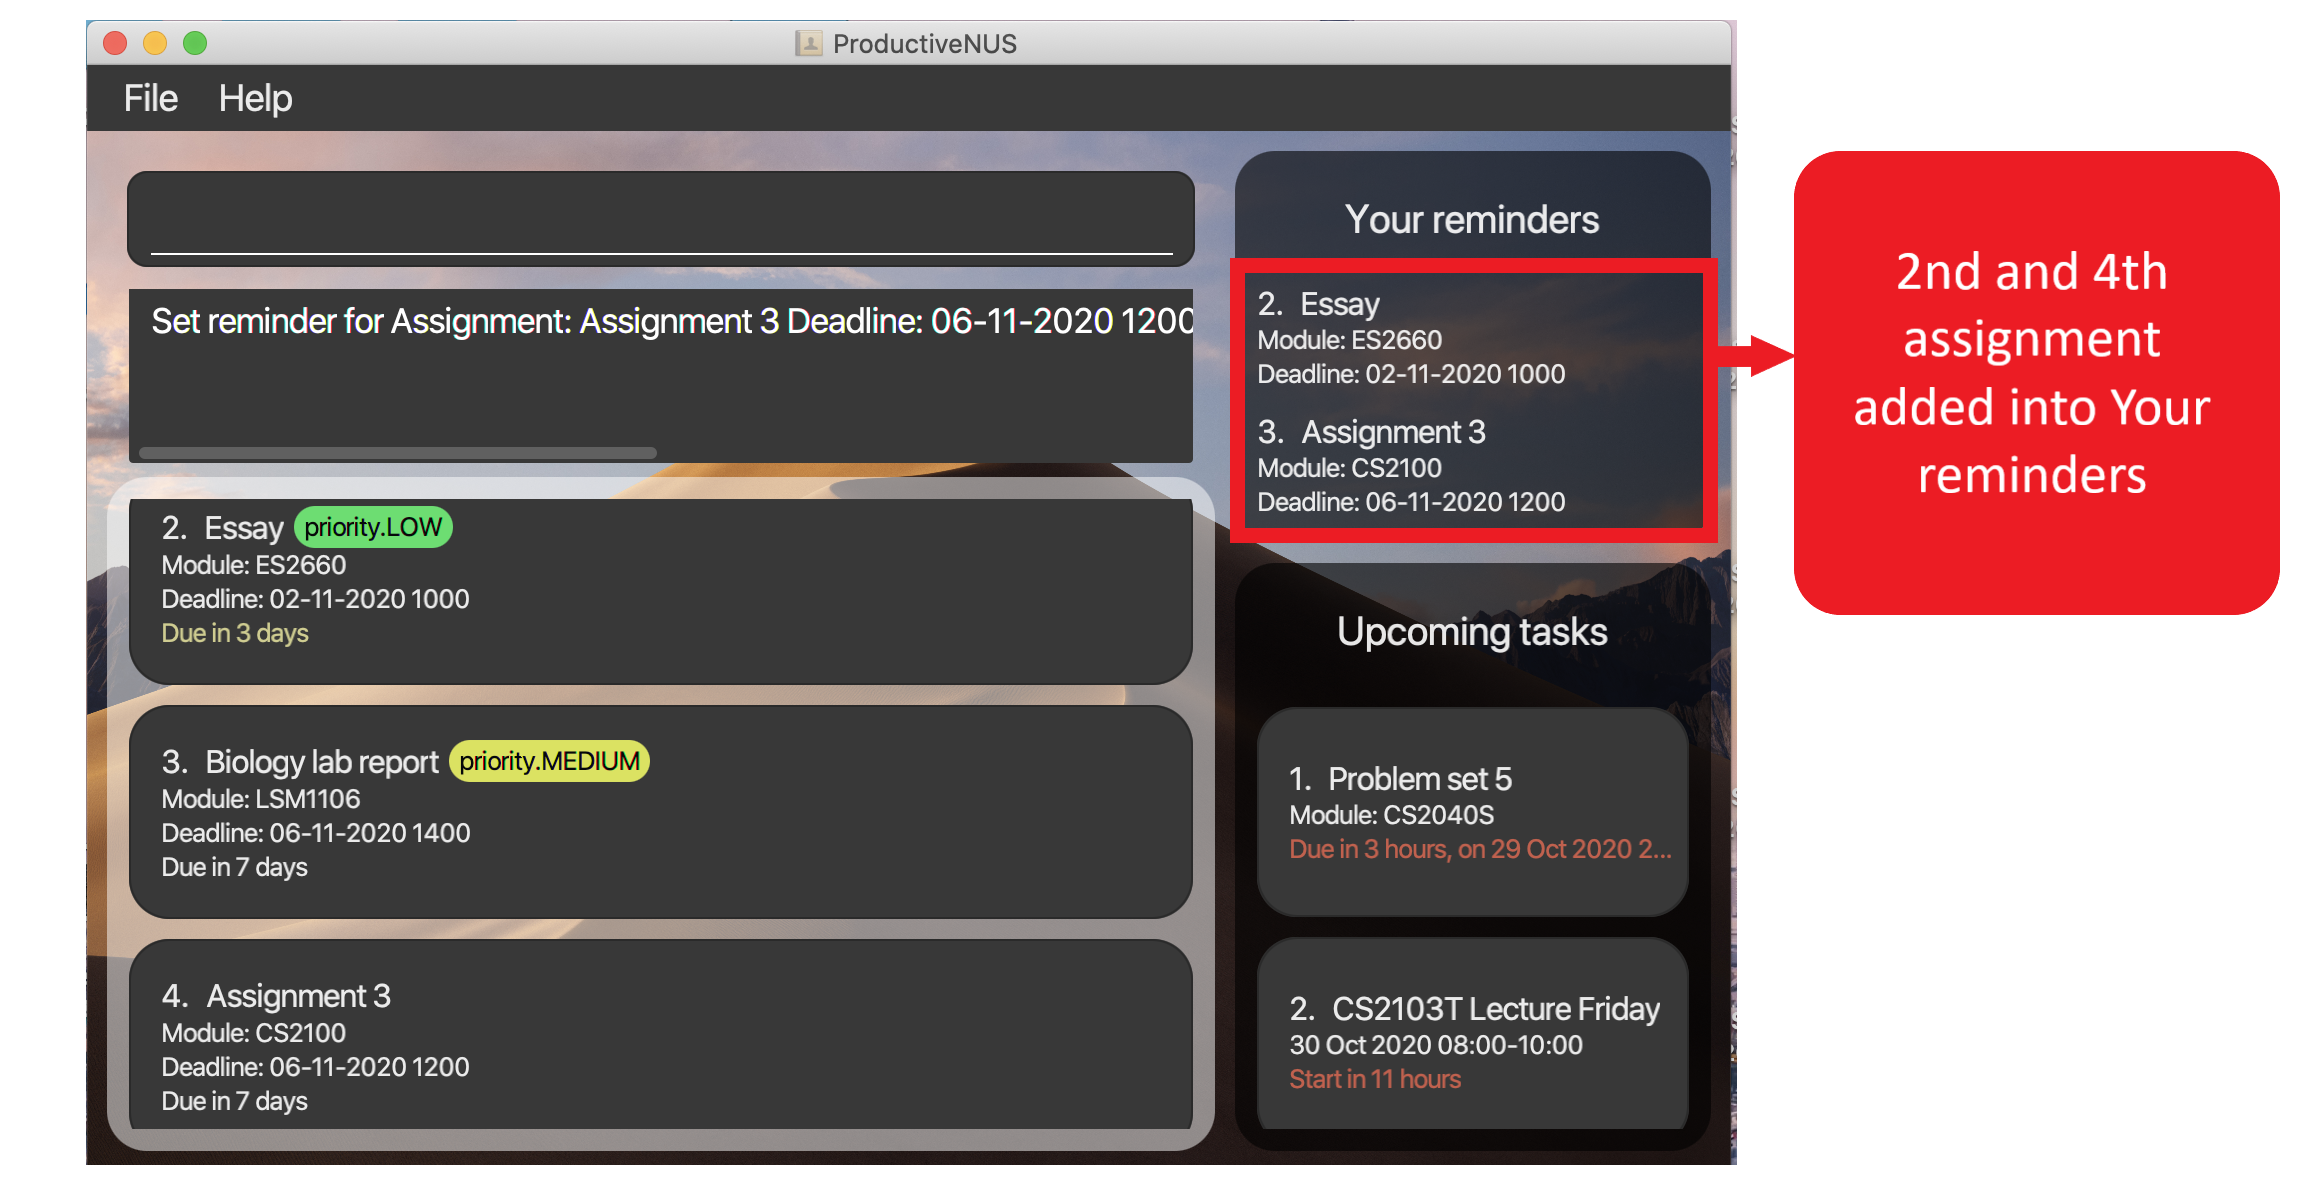 ProductiveNUS
File Help
Set reminder for Assignment: Assignment 3 Deadline: 06-11-2020 1200
2. Essay priority.LOW
Module: ES2660
Deadline: 02-11-2020 1000
Due in 3 days
3. Biology lab report priority.MEDIUM
Module: LSM1106
Deadline: 06-11-2020 1400
Due in 7 days
4. Assignment 3
Module: CS2100
Deadline: 06-11-2020 1200
Due in 7 days
Your reminders
2. Essay
Module: ES2660
Deadline: 02-11-2020 1000
3. Assignment 3
Module: CS2100
Deadline: 06-11-2020 1200
Upcoming tasks
1. Problem set 5
Module: CS2040S
Due in 3 hours, on 29 Oct 2020 2...
2. CS2103T Lecture Friday
30 Oct 2020 08:00-10:00
Start in 11 hours
2nd and 4th
assignment
added into Your
reminders